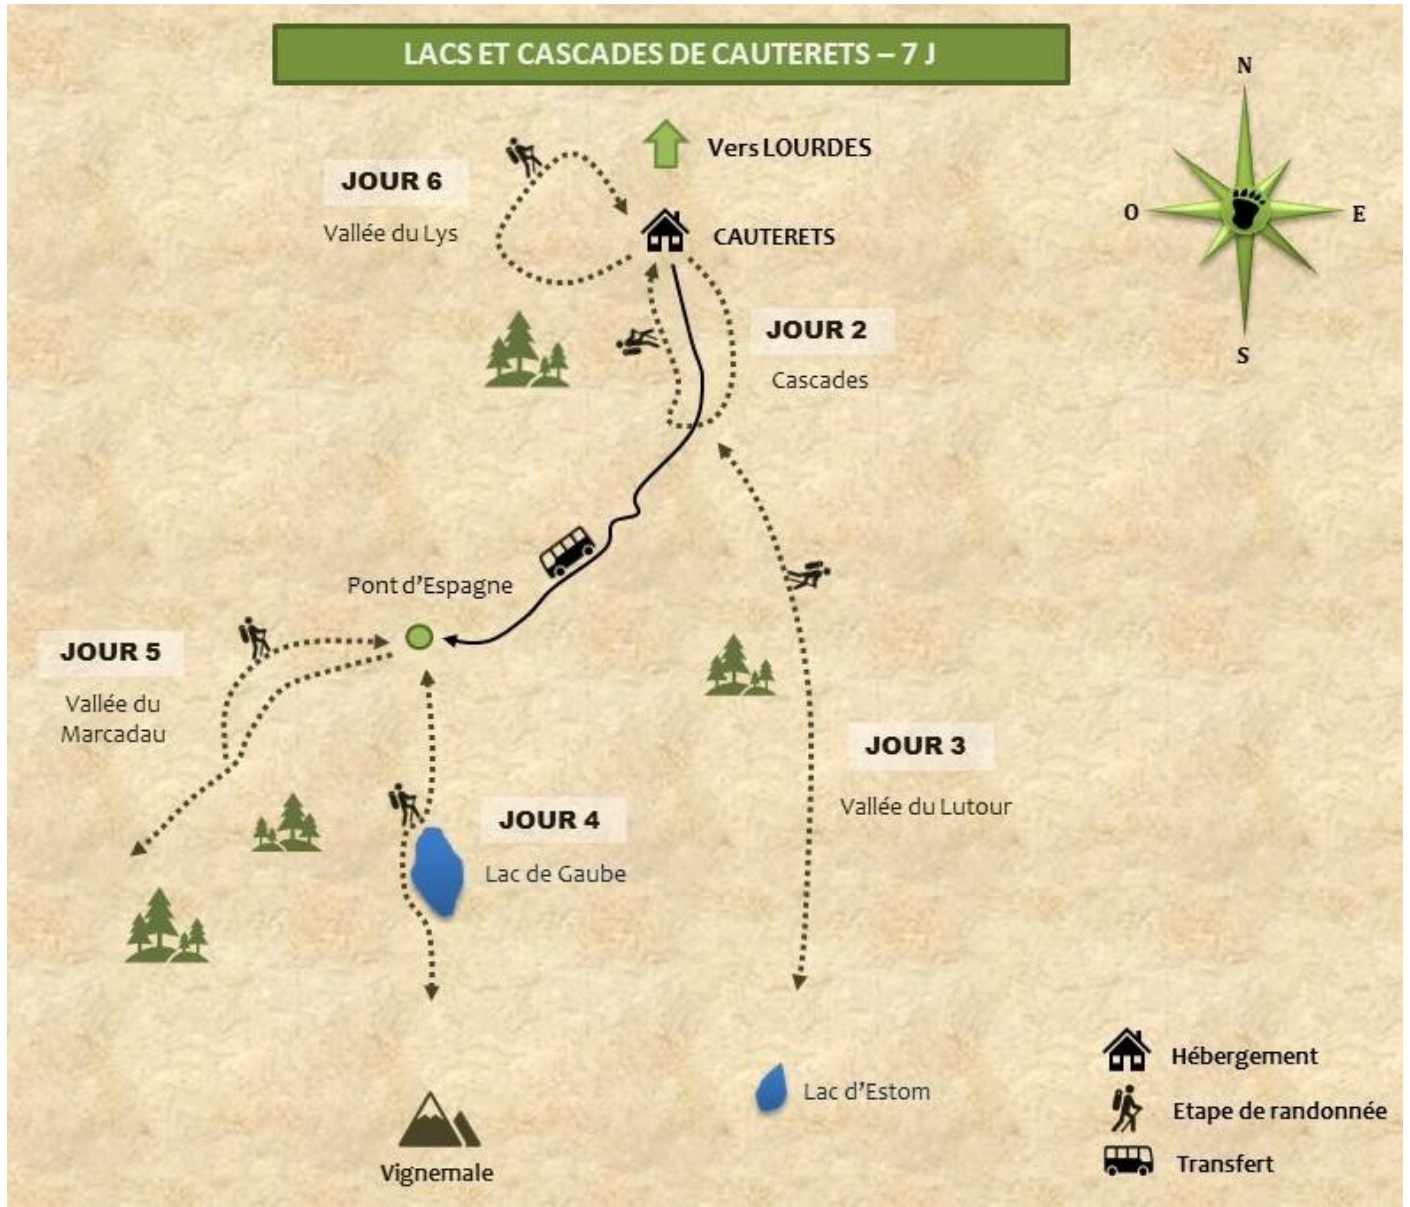 LACS ET CASCADES DE CAUTERETS – 7 J
N
O
E
S
Vers LOURDES
JOUR 6
Vallée du Lys
CAUTERETS
JOUR 2
Cascades
Pont d’Espagne
JOUR 5
Vallée du
Marcadau
JOUR 3
Vallée du Lutour
JOUR 4
Lac de Gaube
Lac d’Estom
Vignemale
Hébergement
Etape de randonnée
Transfert